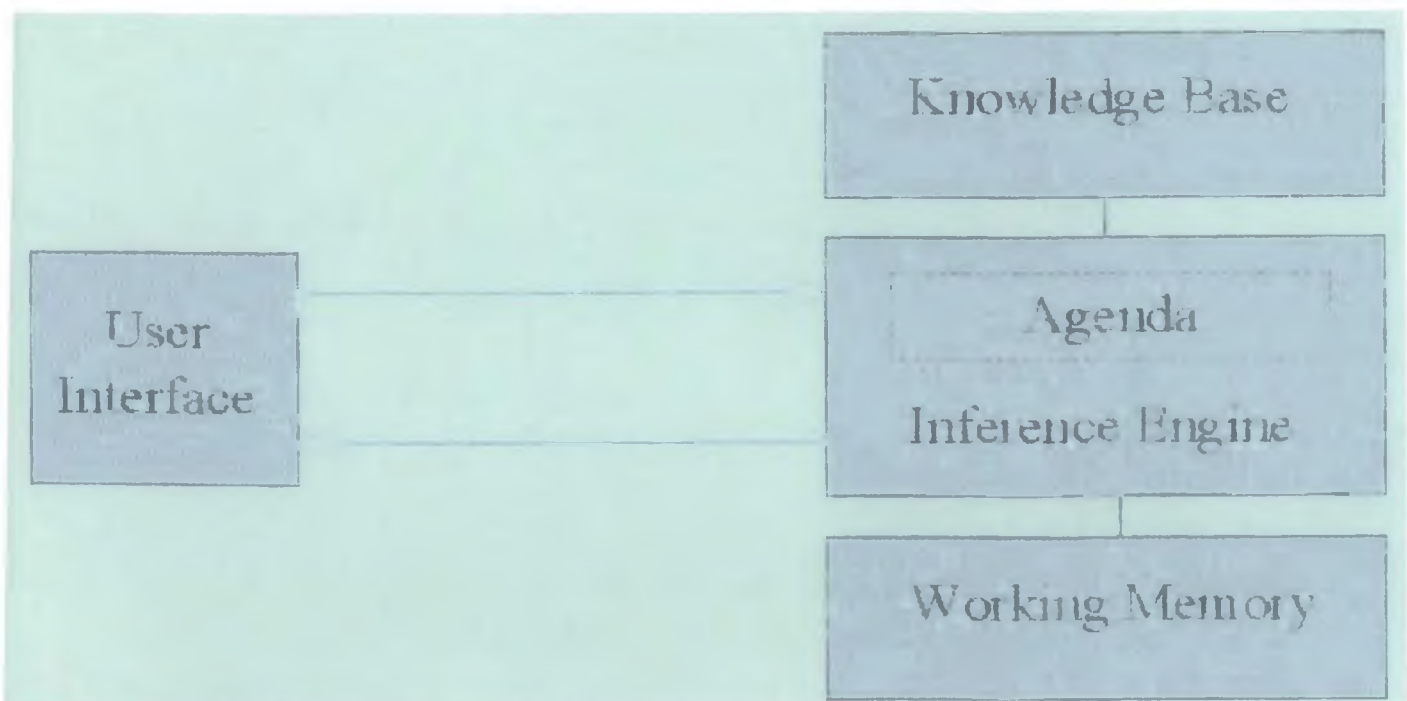 Knowledge Base
User
Interface
Agenda
Inference Engine
Working Memory